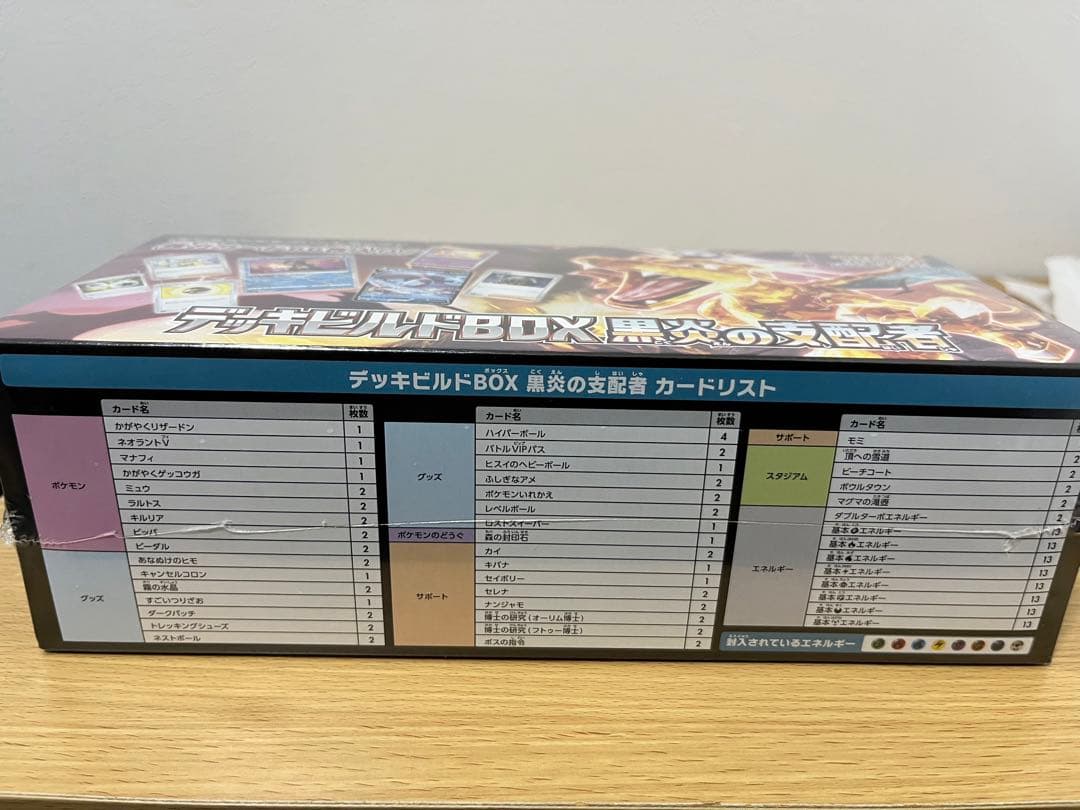 デッキビルドBOX 黒炎の支配者
デッキビルドBOX 黒炎の支配者 カードリスト
カード名 枚数
ポケモン
かがやくリザードン 1
ネオラントV 1
マナフィ 1
かがやくゲッコウガ 1
ミュウ 2
ラルトス 2
キルリア 2
ビッパ 2
ビーダル 2
グッズ
あなぬけのヒモ 2
キャンセルコロン 1
霧の水晶 2
すごいつりざお 1
ダークパッチ 2
トレッキングシューズ 2
ネストボール 2
カード名 枚数
グッズ
ハイパーボール 4
バトルVIPパス 2
ヒスイのヘビーボール 1
ふしぎなアメ 2
ポケモンいれかえ 2
レベルボール 2
ロストスイーパー 1
ポケモンのどうぐ
森の封印石 1
サポート
カイ 2
キバナ 1
セイボリー 1
セレナ 2
ナンジャモ 2
博士の研究(オーリム博士) 2
博士の研究(フトゥー博士) 2
ボスの指令 2
カード名
サポート
モミ
スタジアム
頂への雪道 2
ビーチコート 2
ボウルタウン 2
マグマの滝壺 2
エネルギー
ダブルターボエネルギー 2
基本エネルギー 13
基本エネルギー 13
基本エネルギー 13
基本エネルギー 13
基本エネルギー 13
基本エネルギー 13
基本エネルギー 13
基本エネルギー 13
封入されているエネルギー